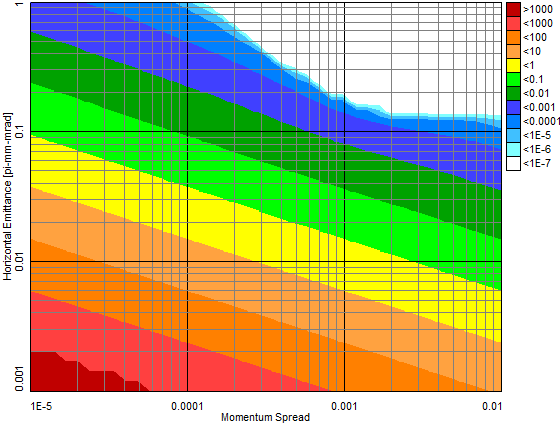 1
0.1
0.01
0.001
Horizontal Emittance [pi-mm-mrad]
1E-5
0.0001
0.001
0.01
Momentum Spread
>1000
<1000
<100
<10
<1
<0.1
<0.01
<0.001
<0.0001
<1E-5
<1E-6
<1E-7